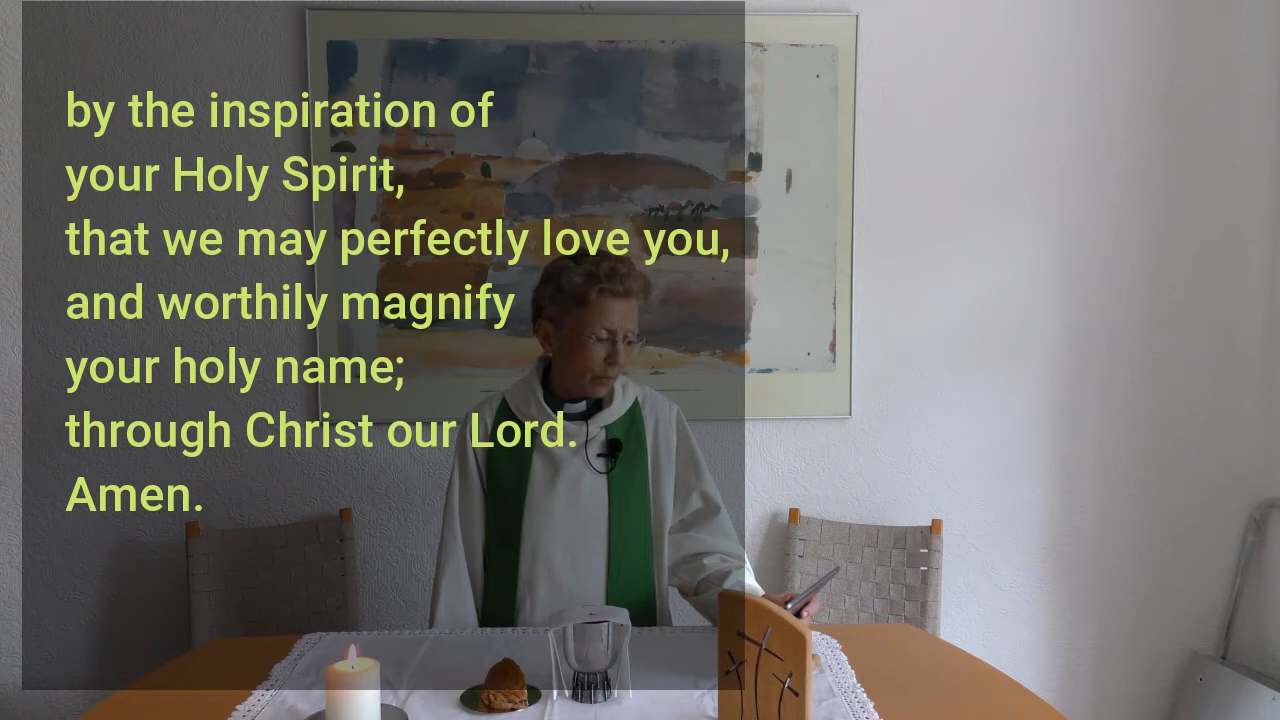 by the inspiration of
your Holy Spirit,
that we may perfectly love you,
and worthily magnify
your holy name;
through Christ our Lord.
Amen.